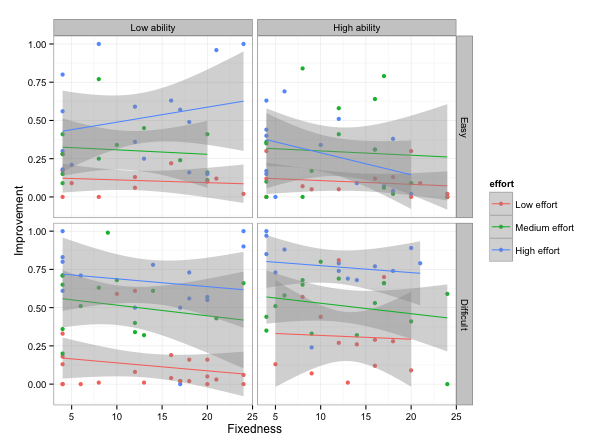 Low ability High ability
1.00
0.75
0.50
0.25
0.00
Easy
Improvement
effort
Low effort
Medium effort
High effort
1.00
0.75
0.50
0.25
0.00
Difficult
5 10 15 20 25 5 10 15 20 25
Fixedness